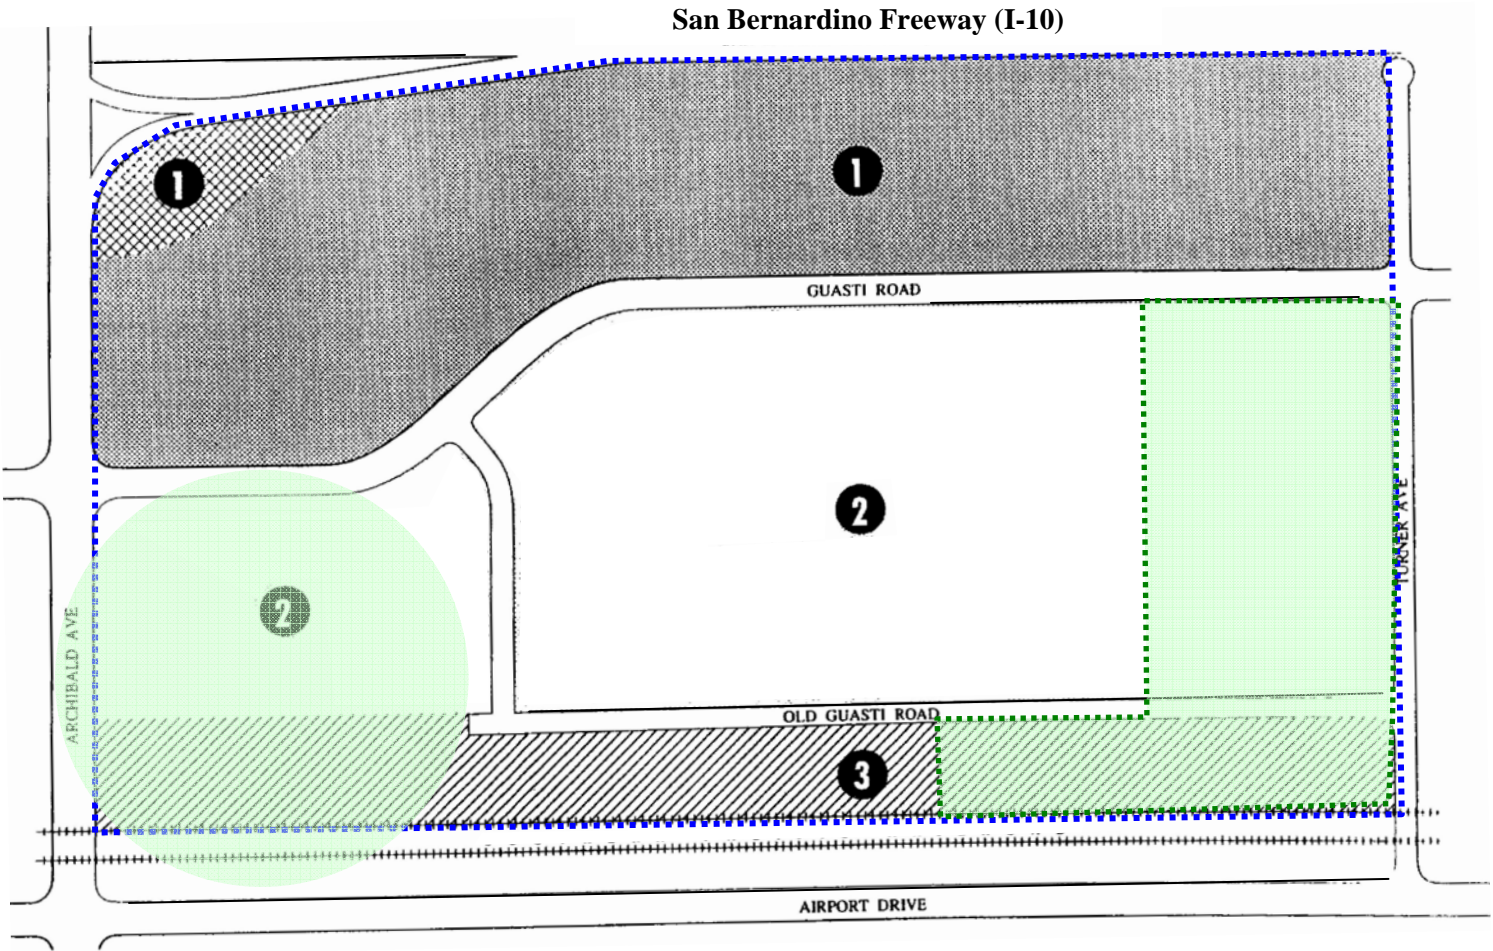 San Bernardino Freeway (I-10)
1
1
GUASTI ROAD
2
TURNER AVE
2
ARCHIBALD AVE
OLD GUASTI ROAD
3
AIRPORT DRIVE